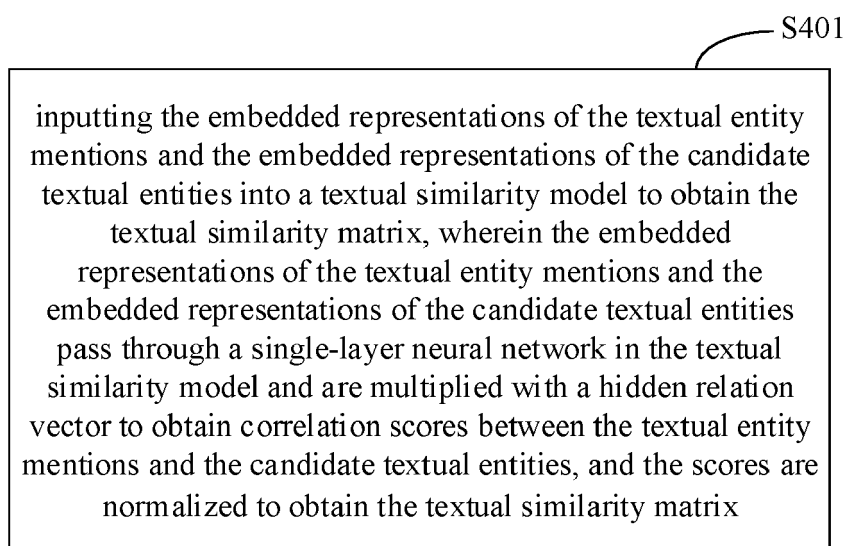 S401
inputting the embedded representations of the textual entity
mentions and the embedded representations of the candidate
textual entities into a textual similarity model to obtain the
textual similarity matrix, wherein the embedded
representations of the textual entity mentions and the
embedded representations of the candidate textual entities
pass through a single-layer neural network in the textual
similarity model and are multiplied with a hidden relation
vector to obtain correlation scores between the textual entity
mentions and the candidate textual entities, and the scores are
normalized to obtain the textual similarity matrix